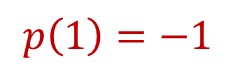 p(1) = −1